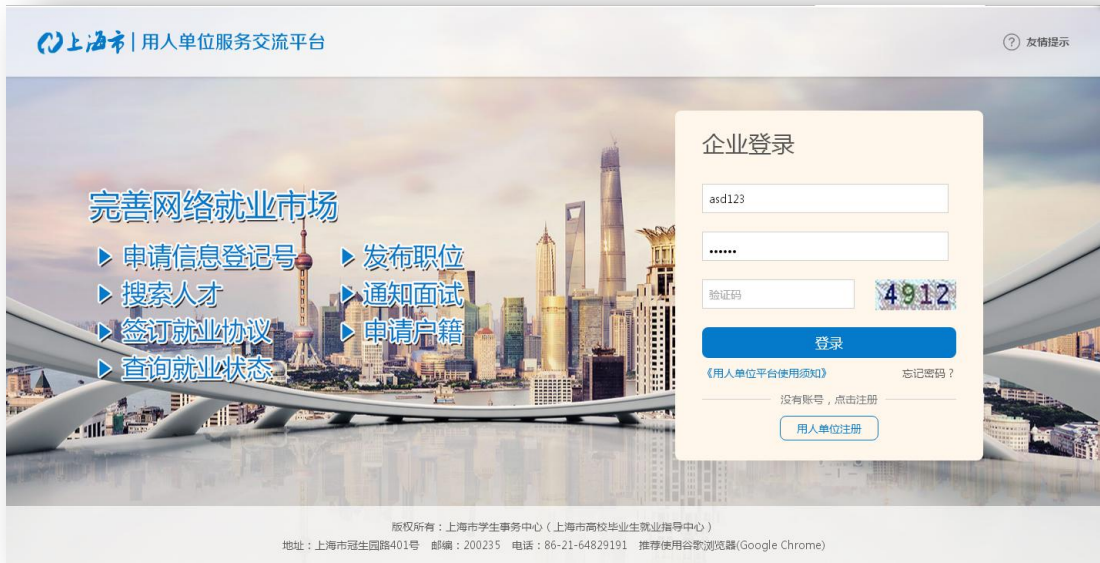 上海市|用人单位服务交流平台
? 友情提示
企业登录
完善网络就业市场
申请信息登记号 发布职位
搜索人才 通知面试
签订就业协议 申请户籍
查询就业状态
asd123
••••••
验证码 4912
登录
《用人单位平台使用须知》 忘记密码？
没有账号，点击注册
用人单位注册
版权所有：上海市学生事务中心（上海市高校毕业生就业指导中心）
地址：上海市冠生园路401号 邮编：200235 电话：86-21-64829191 推荐使用谷歌浏览器(Google Chrome)